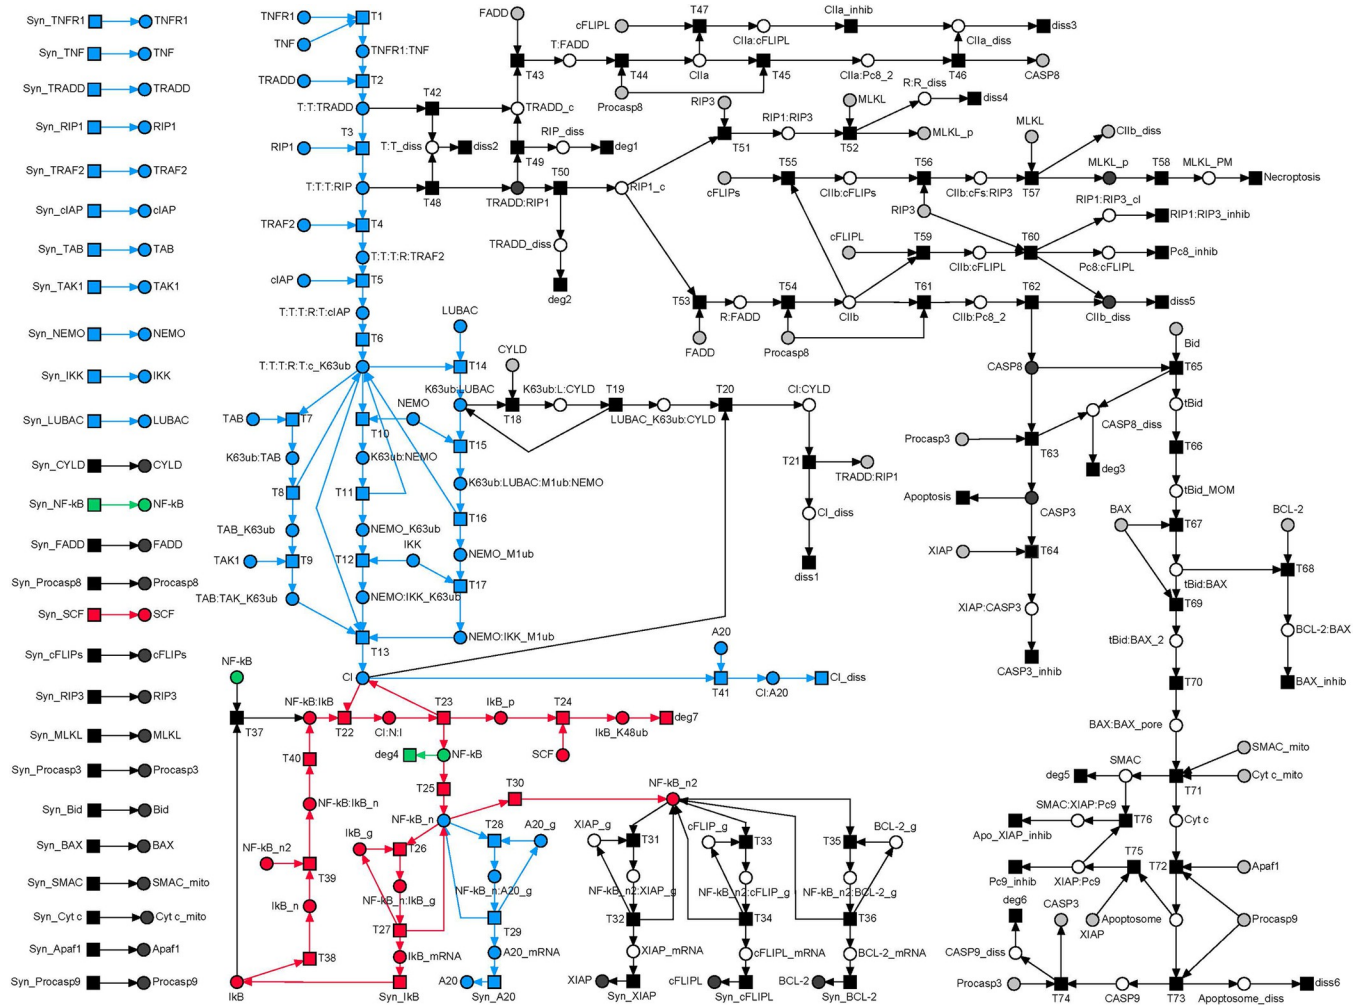 Syn_TNFR1 TNFR1
Syn_TNF TNF
Syn_TRADD TRADD
Syn_RIP1 RIP1
Syn_TRAF2 TRAF2
Syn_cIAP cIAP
Syn_TAB TAB
Syn_TAK1 TAK1
Syn_NEMO NEMO
Syn_IKK IKK
Syn_LUBAC LUBAC
Syn_CYLD CYLD
Syn_NF-kB NF-kB
Syn_FADD FADD
Syn_Procasp8 Procasp8
Syn_SCF SCF
Syn_cFLIPs cFLIPs
Syn_RIP3 RIP3
Syn_MLKL MLKL
Syn_Procasp3 Procasp3
Syn_Bid Bid
Syn_BAX BAX
Syn_SMAC SMAC_mito
Syn_Cyt c Cyt c_mito
Syn_Apaf1 Apaf1
Syn_Procasp9 Procasp9
TNFR1 T1
TNF
TNFR1:TNF
TRADD T2
T:T:TRADD
T3
RIP1
T:T:T:RIP
TRAF2 T4
T:T:T:R:TRAF2
cIAP T5
T:T:T:R:T:cIAP
T6
T:T:T:R:T:c_K63ub
LUBAC
T14
K63ub:LUBAC
TAB T7
T10 NEMO
T15
K63ub:TAB K63ub:NEMO
T8 T11
K63ub:LUBAC:M1ub:NEMO
T16
TAB_K63ub NEMO_K63ub
IKK NEMO_M1ub
TAK1 T9 T12
T17
TAB:TAK_K63ub NEMO:IKK_K63ub
NEMO:IKK_M1ub
T13
CI
FADD
T43
T:FADD
T44
Procasp8
cFLIPL T47 CIIa_inhib diss3
CIIa:cFLIPL CIIa_diss
CIIa T45 CIIa:Pc8_2 T46 CASP8
T42
TRADD_c
T:T_diss diss2
T49 RIP_diss deg1
T48
TRADD:RIP1
T50
RIP1_c
TRADD_diss
deg2
RIP3
RIP1:RIP3
T51
MLKL
T52
R:R_diss diss4
MLKL_p
MLKL CIIb_diss
T55 T56 T57
cFLIPs CIIb:cFLIPs CIIb:cFs:RIP3
MLKL_p T58 MLKL_PM Necroptosis
RIP3
RIP1:RIP3_cl RIP1:RIP3_inhib
cFLIPL T59 T60
CIIb:cFLIPL Pc8:cFLIPL Pc8_inhib
T53 T54 T61 T62
R:FADD CIIb CIIb:Pc8_2 CIIb_diss diss5
FADD Procasp8
CYLD
K63ub:L:CYLD T19 T20 CI:CYLD
T18 LUBAC_K63ub:CYLD
T21 TRADD:RIP1
CI_diss
diss1
CASP8
Bid
T65
tBid
CASP8_diss
Procasp3 T63 T66
deg3
Apoptosis CASP3 tBid_MOM
BAX T67 BCL-2
XIAP T64
T68
tBid:BAX
XIAP:CASP3 T69
tBid:BAX_2 BCL-2:BAX
CASP3_inhib
T70 BAX_inhib
BAX:BAX_pore
SMAC_mito
deg5 SMAC Cyt c_mito
T71
SMAC:XIAP:Pc9 Cyt c
Apo_XIAP_inhib T76
T75 T72 Apaf1
Pc9_inhib XIAP:Pc9
deg6
CASP3 Apoptosome Procasp9
XIAP
CASP9_diss
Procasp3 T74 CASP9 T73 Apoptosome_diss diss6
A20
T41 CI:A20 CI_diss
NF-kB
T37
NF-kB:IkB
T22 CI:N:I T23 IkB_p T24 IkB_K48ub deg7
SCF
deg4 NF-kB
T40
T25 T30 NF-kB_n2
NF-kB:IkB_n
NF-kB_n
IkB_g T26 T28 A20_g
NF-kB_n2
T39
NF-kB_n:IkB_g NF-kB_n:A20_g
IkB_n
T27 T29
T38 IkB_mRNA A20_mRNA
IkB Syn_IkB A20 Syn_A20
XIAP_g T31 cFLIP_g T33 T35 BCL-2_g
NF-kB_n2:XIAP_g NF-kB_n2:cFLIP_g NF-kB_n2:BCL-2_g
T32 T34 T36
XIAP_mRNA cFLIP_mRNA BCL-2_mRNA
XIAP cFLIPL BCL-2
Syn_XIAP Syn_cFLIPL Syn_BCL-2